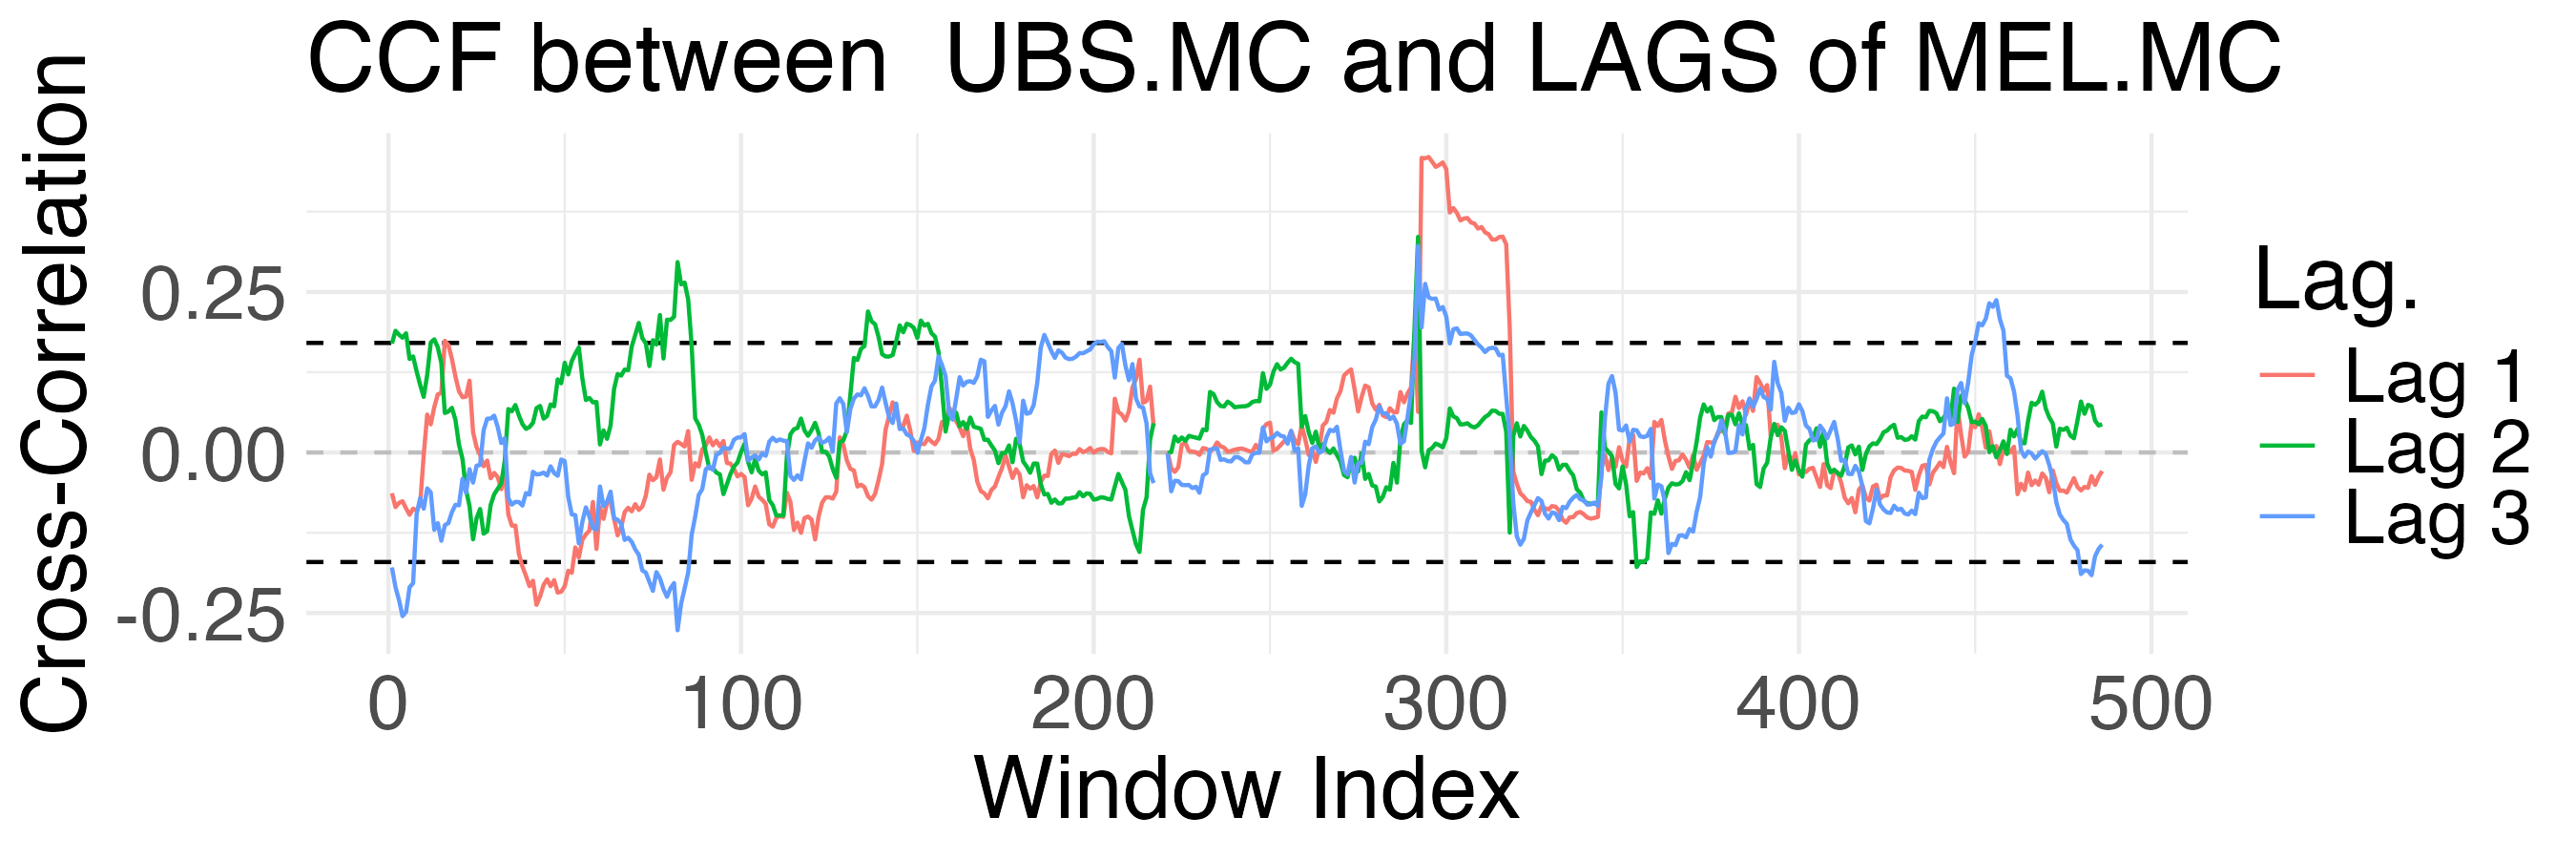 CCF between  UBS.MC and LAGS of MEL.MC
Cross-Correlation
0.25
0.00
-0.25
0 100 200 300 400 500
Window Index
Lag.
Lag 1
Lag 2
Lag 3